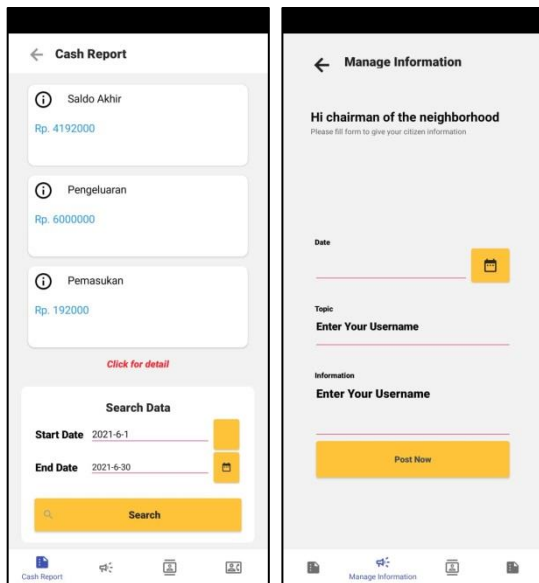 Cash Report
Saldo Akhir
Rp. 4192000
Pengeluaran
Rp. 6000000
Pemasukan
Rp. 192000
Click for detail
Search Data
Start Date 2021-6-1
End Date 2021-6-30
Search
Cash Report
Manage Information
Hi chairman of the neighborhood
Please fill form to give your citizen information
Date
Topic
Enter Your Username
Information
Enter Your Username
Post Now
Manage Information